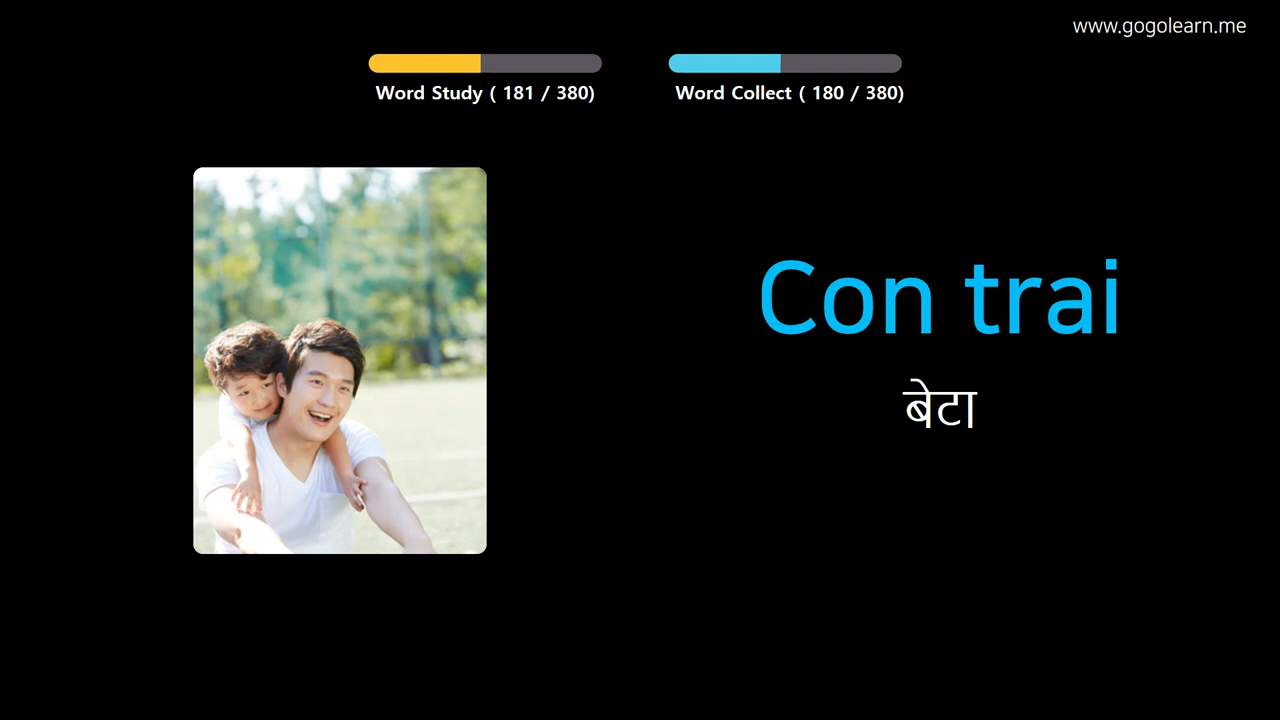 www.gogolearn.me
Word Study ( 181 / 380)
Word Collect ( 180 / 380)
Con trai
बेटा